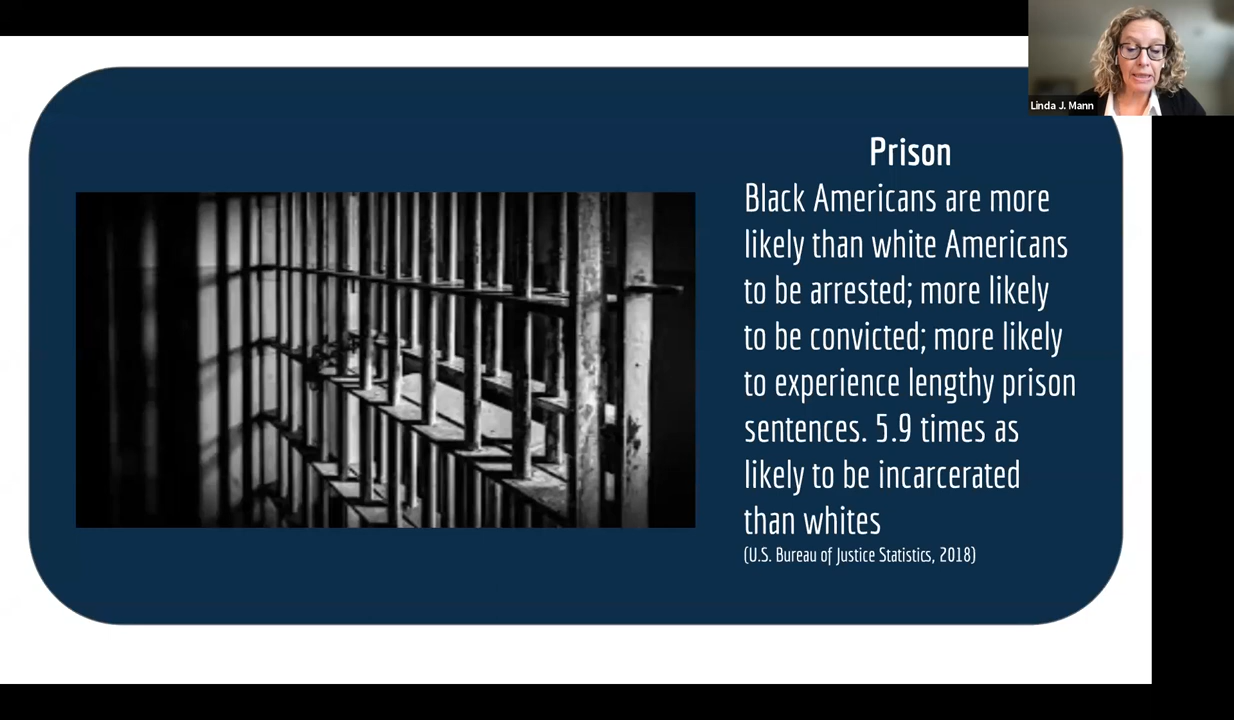 Linda J. Mann
Prison
Black Americans are more
likely than white Americans
to be arrested; more likely
to be convicted; more likely
to experience lengthy prison
sentences. 5.9 times as
likely to be incarcerated
than whites
(U.S. Bureau of Justice Statistics, 2018)